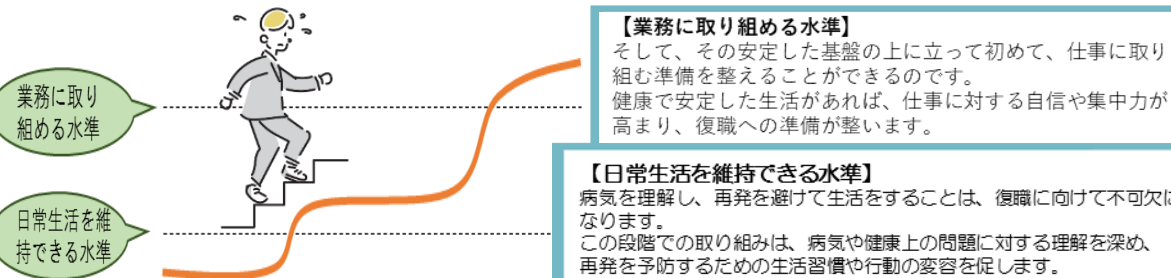 業務に取り
組める水準
日常生活を維
持できる水準
【業務に取り組める水準】
そして、その安定した基盤の上に立って初めて、仕事に取り
組む準備を整えることができるのです。
健康で安定した生活があれば、仕事に対する自信や集中力が
高まり、復職への準備が整います。
【日常生活を維持できる水準】
病気を理解し、再発を避けて生活をすることは、復職に向けて不可欠に
なります。
この段階での取り組みは、病気や健康上の問題に対する理解を深め、
再発を予防するための生活習慣や行動の変容を促します。